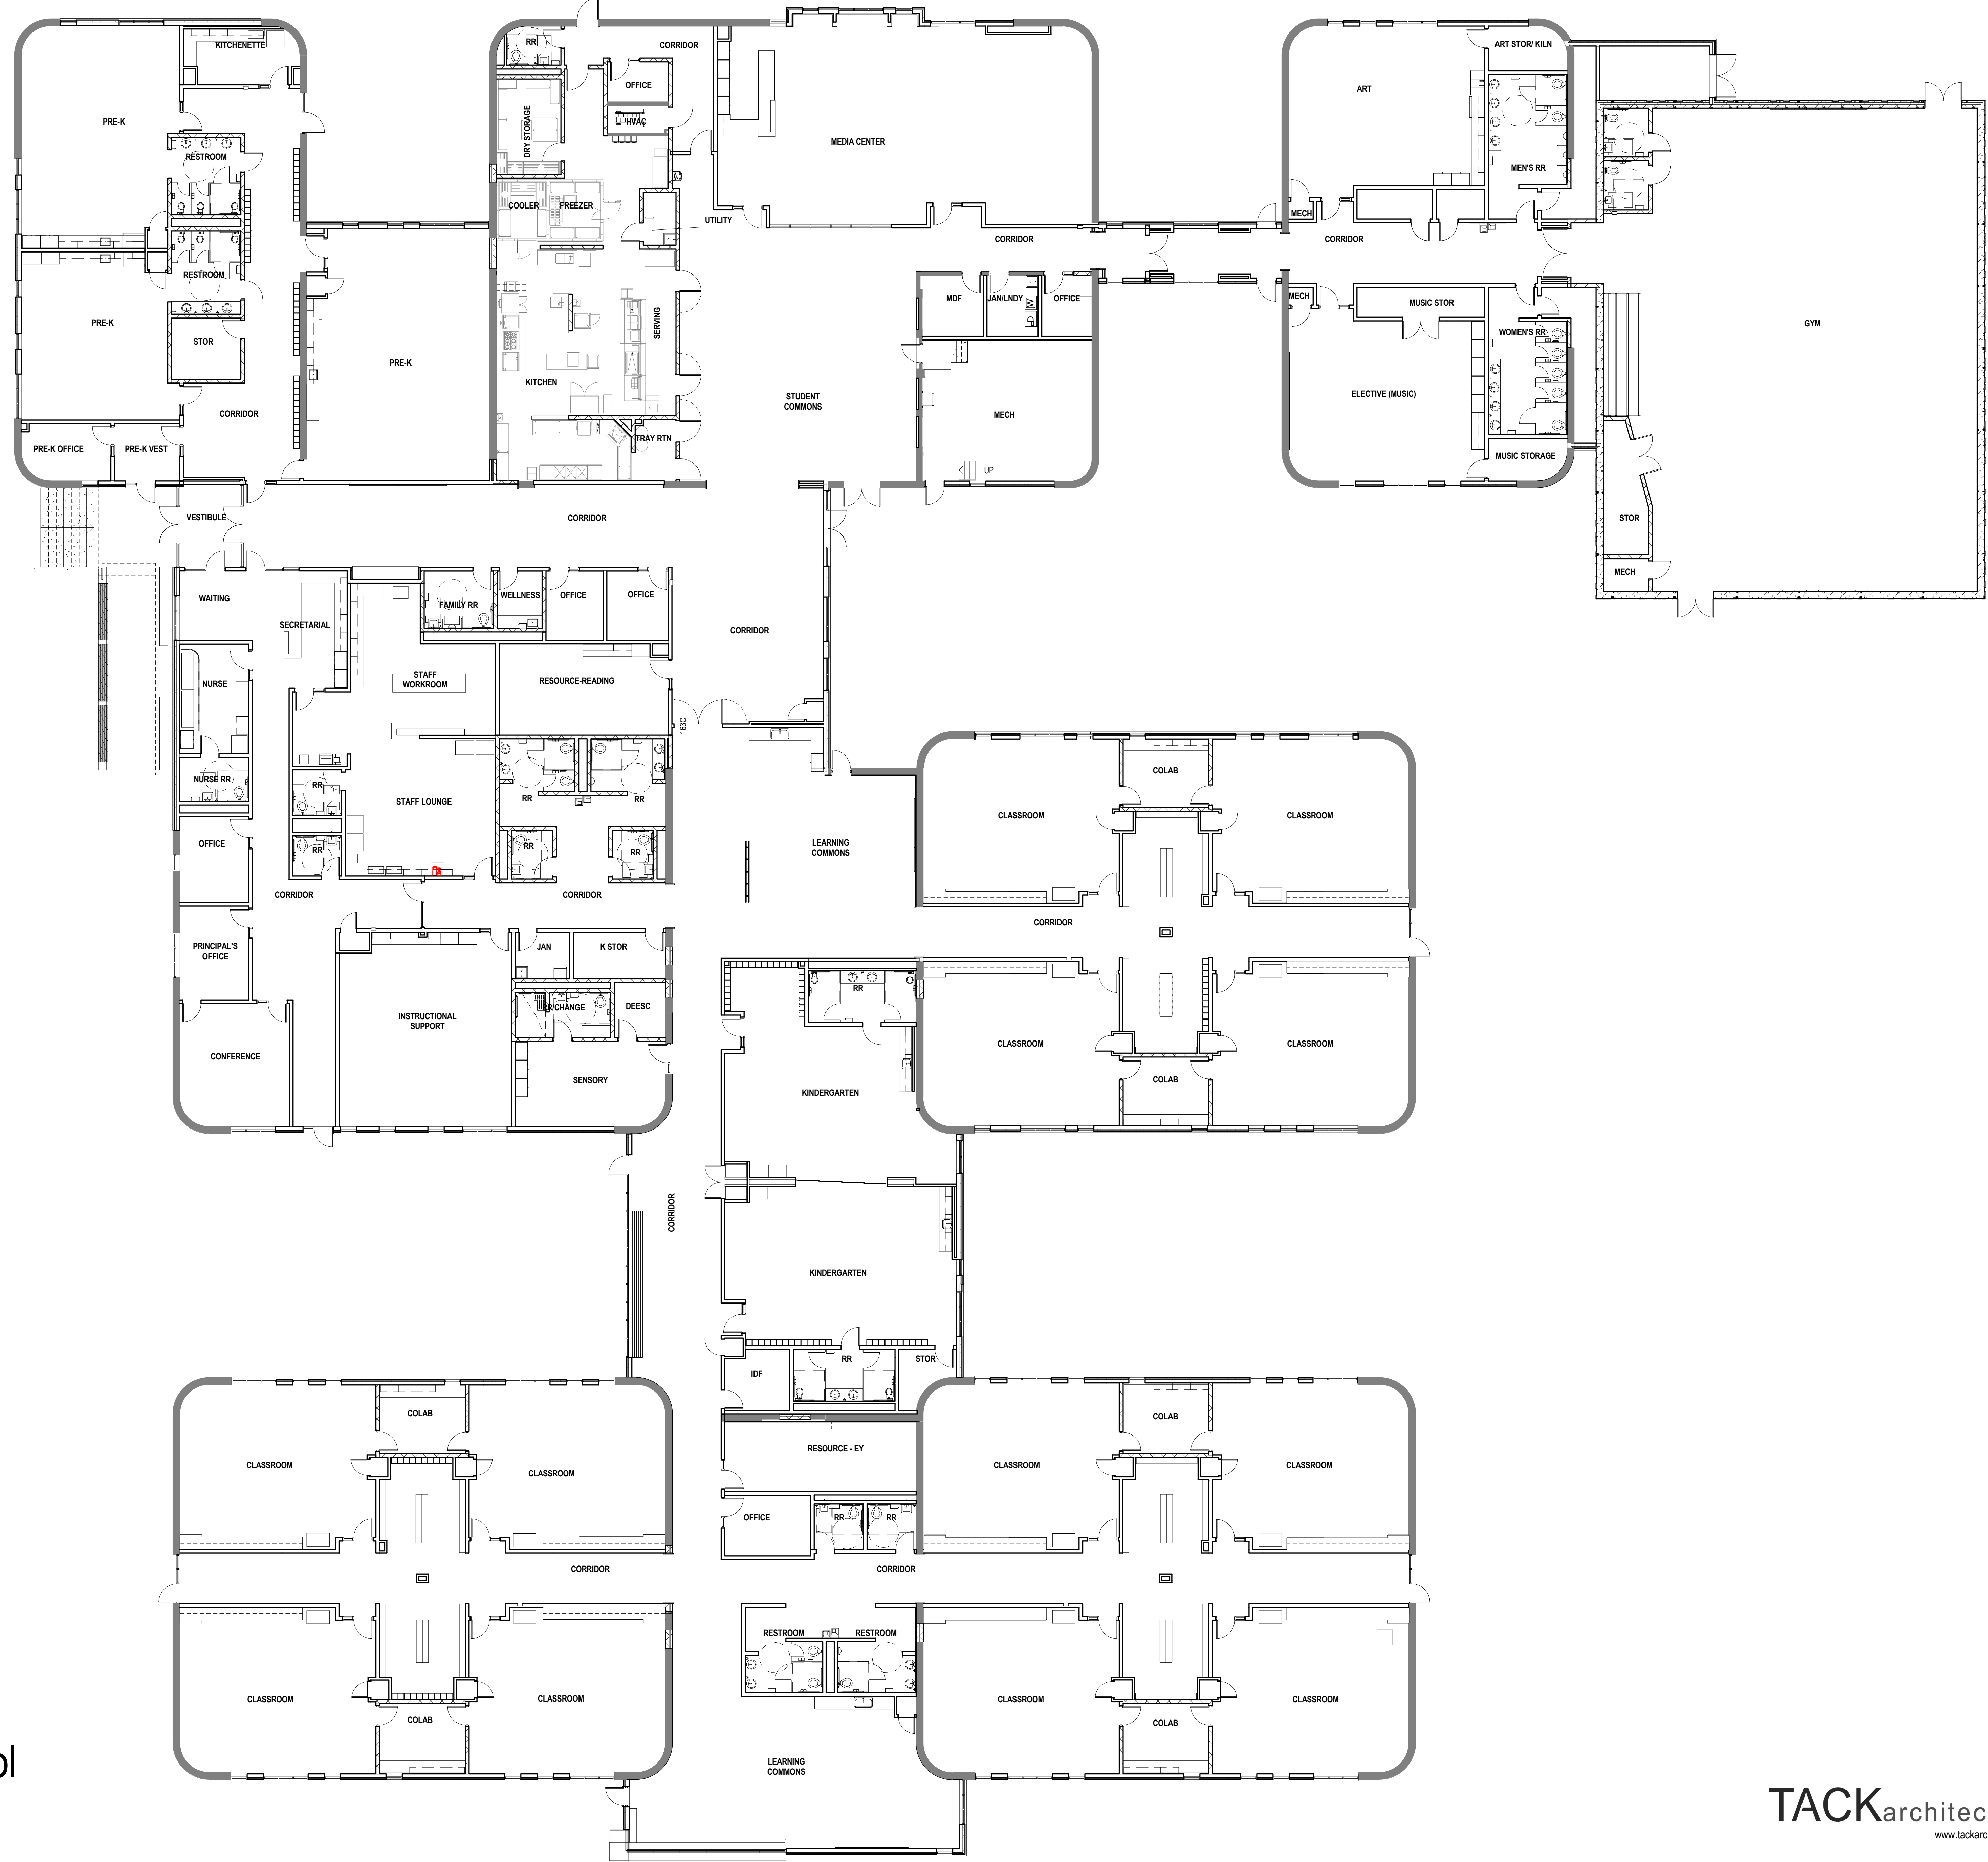 KITCHENETTE
PRE-K
RESTROOM
RESTROOM
PRE-K
STOR
CORRIDOR
PRE-K OFFICE
PRE-K VEST
PRE-K
RR
CORRIDOR
OFFICE
HVAC
DRY STORAGE
COOLER
FREEZER
UTILITY
SERVING
KITCHEN
TRAY RTN
MEDIA CENTER
CORRIDOR
MDF
JAN/LNDY
W
D
OFFICE
STUDENT
COMMONS
MECH
UP
ART STOR/ KILN
ART
MEN'S RR
MECH
CORRIDOR
MECH
MUSIC STOR
WOMEN'S RR
ELECTIVE (MUSIC)
MUSIC STORAGE
GYM
STOR
MECH
VESTIBULE
CORRIDOR
WAITING
SECRETARIAL
FAMILY RR
WELLNESS
OFFICE
OFFICE
CORRIDOR
NURSE
STAFF
WORKROOM
RESOURCE-READING
163C
NURSE RR
RR
STAFF LOUNGE
RR
RR
OFFICE
RR
RR
RR
CORRIDOR
CORRIDOR
PRINCIPAL'S
OFFICE
JAN
K STOR
CONFERENCE
INSTRUCTIONAL
SUPPORT
RR/CHANGE
DEESC
SENSORY
LEARNING
COMMONS
COLAB
CLASSROOM
CLASSROOM
CORRIDOR
CLASSROOM
CLASSROOM
COLAB
RR
KINDERGARTEN
CORRIDOR
KINDERGARTEN
IDF
RR
STOR
RESOURCE - EY
OFFICE
RR
RR
COLAB
CLASSROOM
CLASSROOM
CORRIDOR
CLASSROOM
CLASSROOM
COLAB
COLAB
CLASSROOM
CLASSROOM
CORRIDOR
RESTROOM
RESTROOM
CLASSROOM
CLASSROOM
COLAB
LEARNING
COMMONS
ol
TACKarchitec
www.tackarc